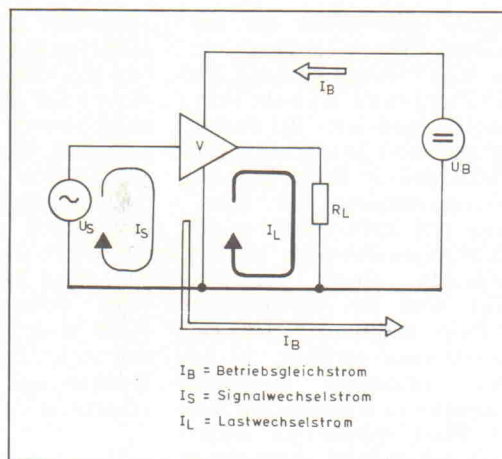 I_B
V
=
U_B
~
U_S
I_S
I_L
R_L
I_B
I_B = Betriebsgleichstrom
I_S = Signalwechselstrom
I_L = Lastwechselstrom